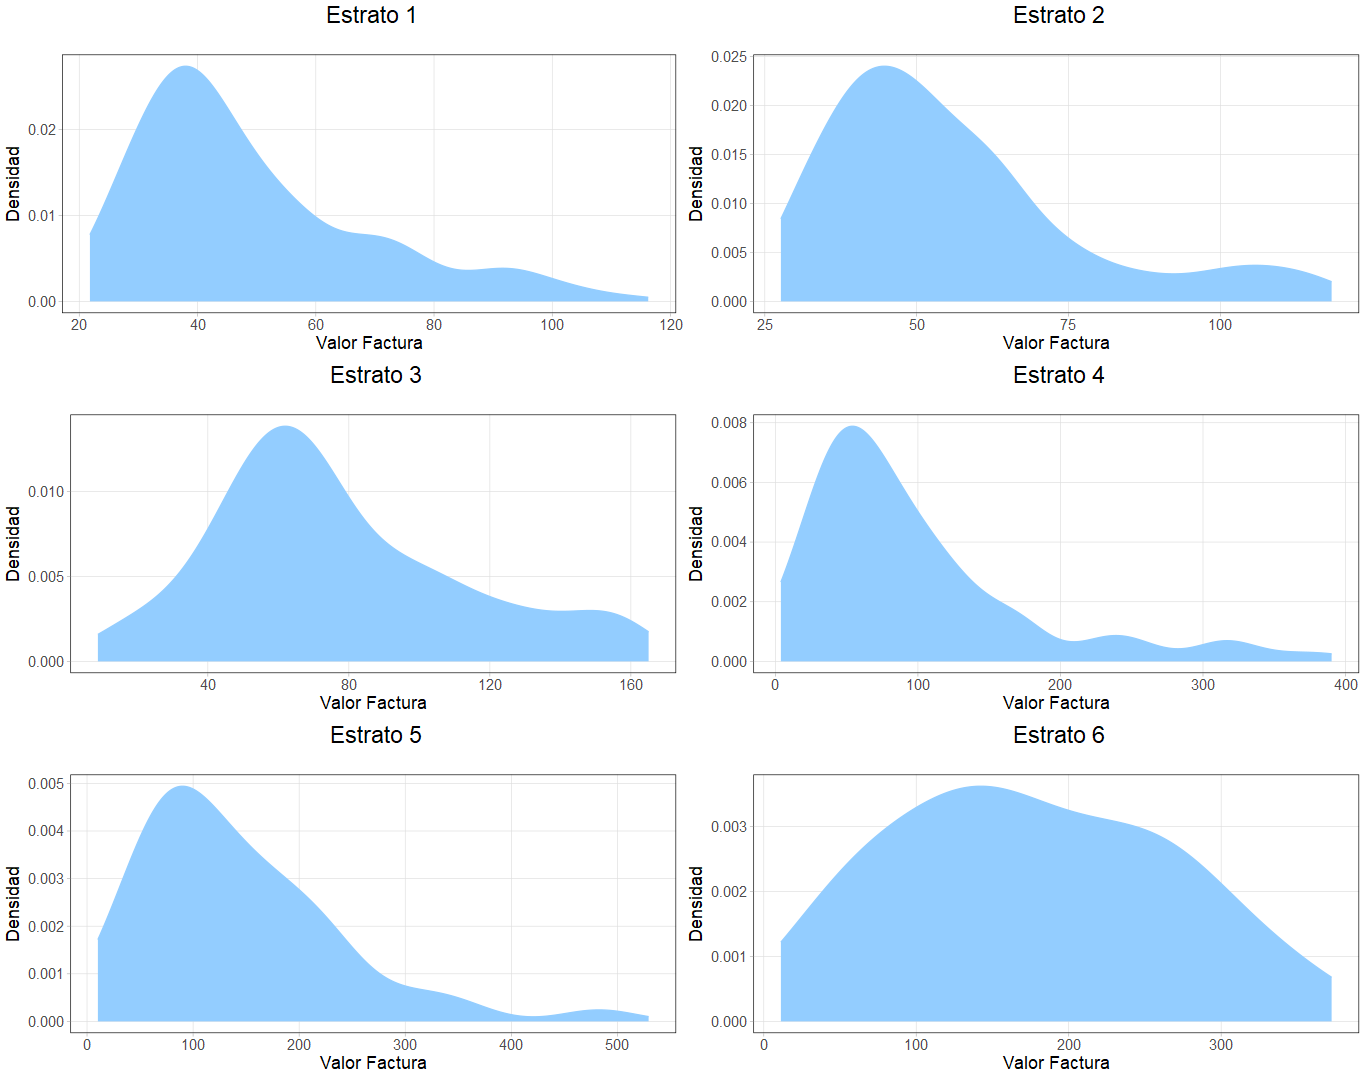 Estrato 1
Densidad
0.02
0.01
0.00
20 40 60 80 100 120
Valor Factura
Estrato 2
Densidad
0.025
0.020
0.015
0.010
0.005
0.000
25 50 75 100
Valor Factura
Estrato 3
Densidad
0.010
0.005
0.000
40 80 120 160
Valor Factura
Estrato 4
Densidad
0.008
0.006
0.004
0.002
0.000
0 100 200 300 400
Valor Factura
Estrato 5
Densidad
0.005
0.004
0.003
0.002
0.001
0.000
0 100 200 300 400 500
Valor Factura
Estrato 6
Densidad
0.003
0.002
0.001
0.000
0 100 200 300
Valor Factura